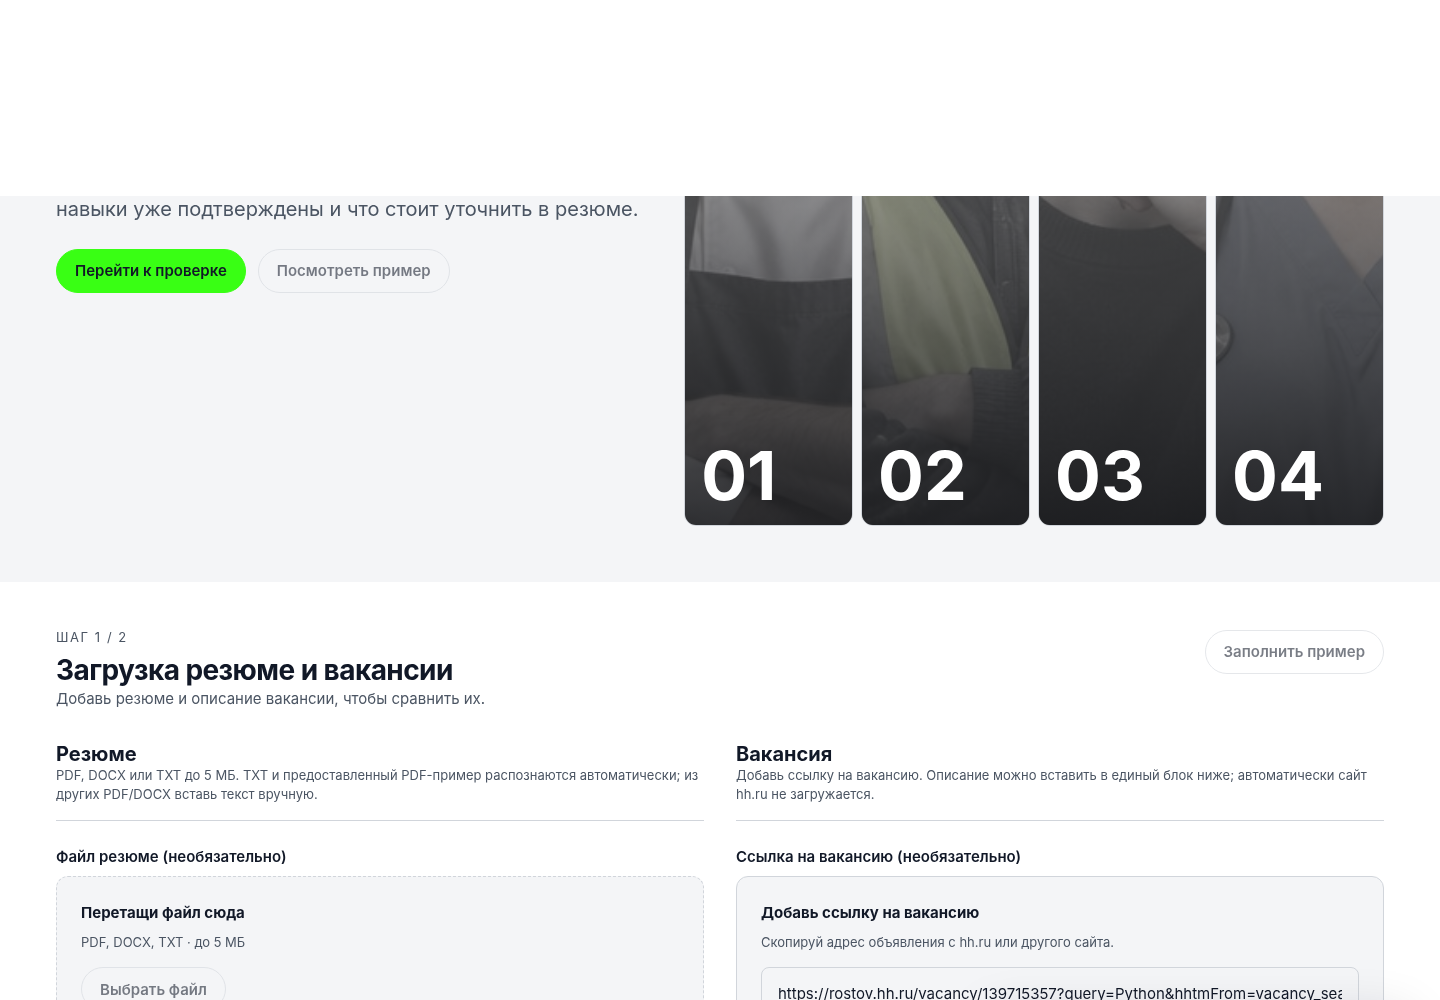 навыки уже подтверждены и что стоит уточнить в резюме.
Перейти к проверке
Посмотреть пример
01
02
03
04
ШАГ 1 / 2
Загрузка резюме и вакансии
Добавь резюме и описание вакансии, чтобы сравнить их.
Заполнить пример
Резюме
PDF, DOCX или TXT до 5 МБ. TXT и предоставленный PDF-пример распознаются автоматически; из
других PDF/DOCX вставь текст вручную.
Файл резюме (необязательно)
Перетащи файл сюда
PDF, DOCX, TXT · до 5 МБ
Выбрать файл
Вакансия
Добавь ссылку на вакансию. Описание можно вставить в единый блок ниже; автоматически сайт
hh.ru не загружается.
Ссылка на вакансию (необязательно)
Добавь ссылку на вакансию
Скопируй адрес объявления с hh.ru или другого сайта.
https://rostov.hh.ru/vacancy/139715357?query=Python&hhtmFrom=vacancy_sea